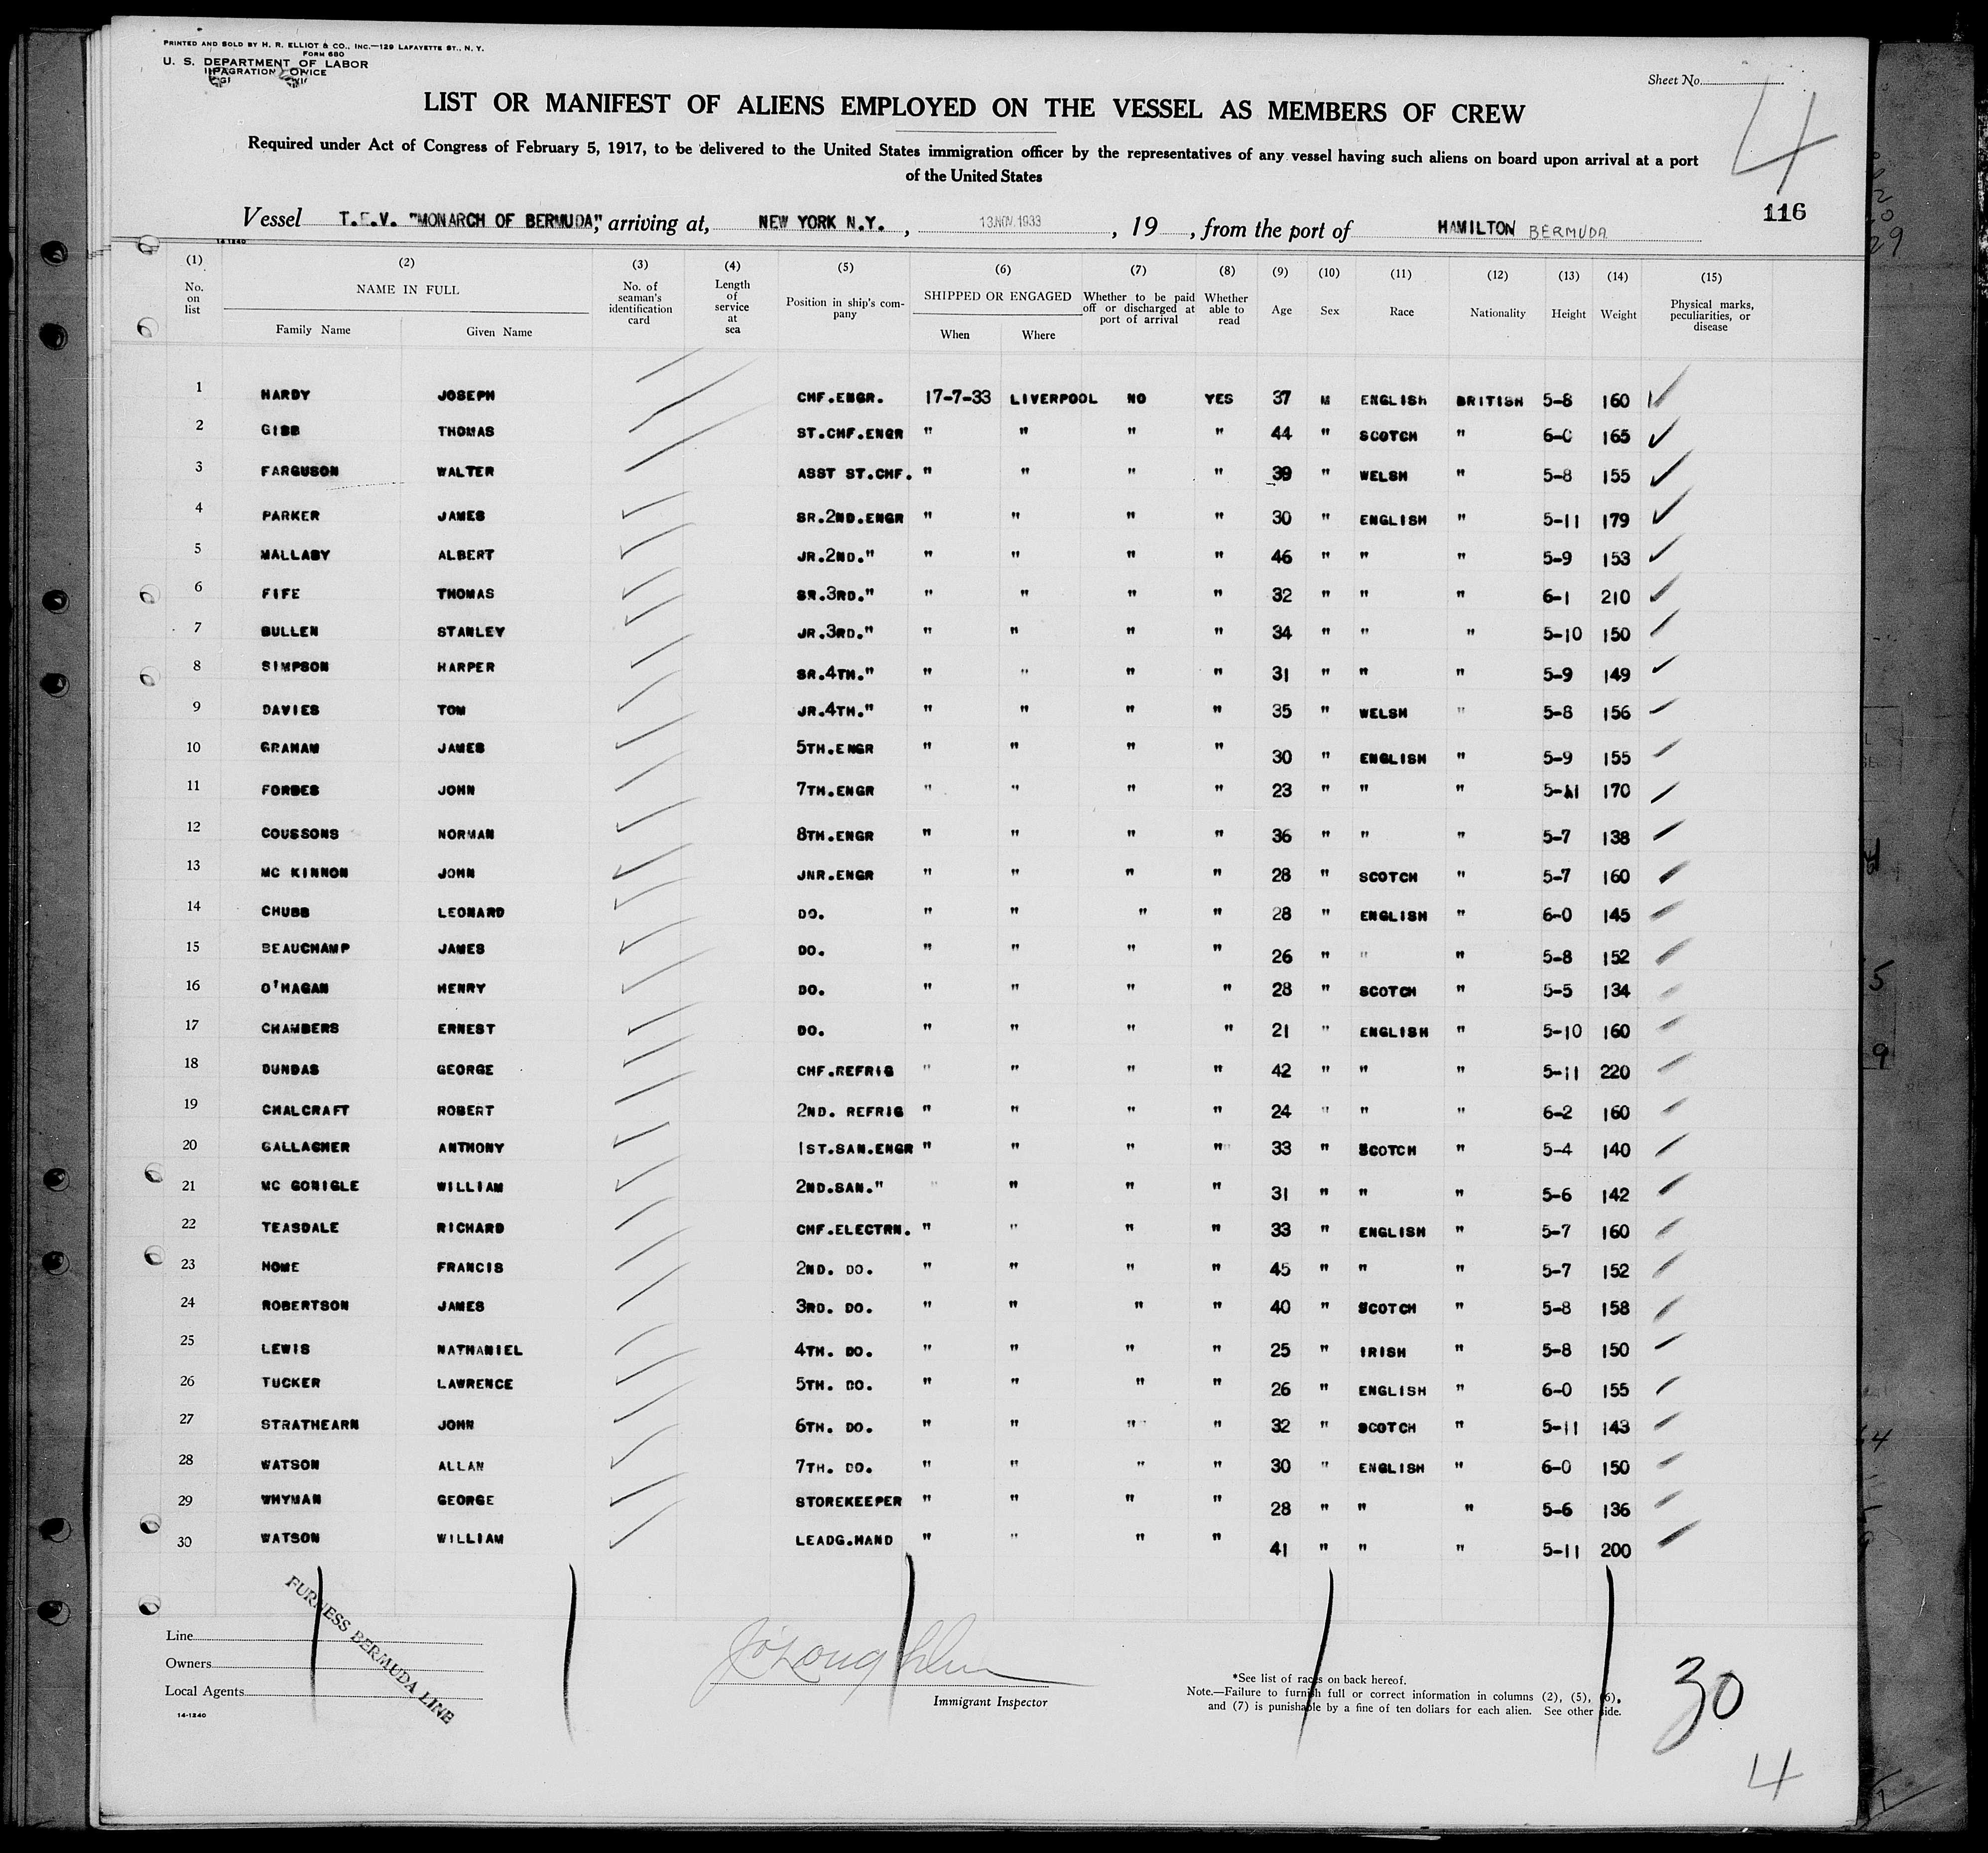 PRINTED AND SOLD BY H. R. ELLIOT & CO., INC.—129 LAFAYETTE ST., N. Y.
FORM 680
U. S. DEPARTMENT OF LABOR
Sheet No.
4
LIST OR MANIFEST OF ALIENS EMPLOYED ON THE VESSEL AS MEMBERS OF CREW
Required under Act of Congress of February 5, 1917, to be delivered to the United States immigration officer by the representatives of any vessel having such aliens on board upon arrival at a port
of the United States
116
Vessel T.E.V. "MONARCH OF BERMUDA", arriving at, NEW YORK N.Y., 13 NOV 1933, 19 , from the port of HAMILTON BERMUDA
14-1240
(1) No. on list (2) NAME IN FULL Family Name Given Name (3) No. of seaman's identification card (4) Length of service at sea (5) Position in ship's company (6) SHIPPED OR ENGAGED When Where (7) Whether to be paid off or discharged at port of arrival (8) Whether able to read (9) Age (10) Sex (11) Race (12) Nationality (13) Height (14) Weight (15) Physical marks, peculiarities, or disease
1 HARDY JOSEPH CHF.ENGR. 17-7-33 LIVERPOOL NO YES 37 M ENGLISH BRITISH 5-8 160
2 GIBB THOMAS ST.CHF.ENGR " " " " 44 " SCOTCH " 6-0 165
3 FARGUSON WALTER ASST ST.CHF. " " " " 39 " WELSH " 5-8 155
4 PARKER JAMES SR.2ND.ENGR " " " " 30 " ENGLISH " 5-11 179
5 MALLABY ALBERT JR.2ND." " " " " 46 " " " 5-9 153
6 FIFE THOMAS SR.3RD." " " " " 32 " " " 6-1 210
7 BULLEN STANLEY JR.3RD." " " " " 34 " " " 5-10 150
8 SIMPSON HARPER SR.4TH." " " " " 31 " " " 5-9 149
9 DAVIES TOM JR.4TH." " " " " 35 " WELSH " 5-8 156
10 GRAHAM JAMES 5TH.ENGR " " " " 30 " ENGLISH " 5-9 155
11 FORBES JOHN 7TH.ENGR " " " " 23 " " " 5-11 170
12 COUSSONS NORMAN 8TH.ENGR " " " " 36 " " " 5-7 138
13 MC KINNON JOHN JNR.ENGR " " " " 28 " SCOTCH " 5-7 160
14 CHUBB LEONARD DO. " " " " 28 " ENGLISH " 6-0 145
15 BEAUCHAMP JAMES DO. " " " " 26 " " " 5-8 152
16 O'HAGAN HENRY DO. " " " " 28 " SCOTCH " 5-5 134
17 CHAMBERS ERNEST DO. " " " " 21 " ENGLISH " 5-10 160
18 DUNDAS GEORGE CHF.REFRIG " " " " 42 " " " 5-11 220
19 CHALCRAFT ROBERT 2ND. REFRIG " " " " 24 " " " 6-2 160
20 GALLAGHER ANTHONY 1ST.SAN.ENGR " " " " 33 " SCOTCH " 5-4 140
21 MC GONIGLE WILLIAM 2ND.SAN." " " " " 31 " " " 5-6 142
22 TEASDALE RICHARD CHF.ELECTRN. " " " " 33 " ENGLISH " 5-7 160
23 HOME FRANCIS 2ND. DO. " " " " 45 " " " 5-7 152
24 ROBERTSON JAMES 3RD. DO. " " " " 40 " SCOTCH " 5-8 158
25 LEWIS NATHANIEL 4TH. DO. " " " " 25 " IRISH " 5-8 150
26 TUCKER LAWRENCE 5TH. DO. " " " " 26 " ENGLISH " 6-0 155
27 STRATHEARN JOHN 6TH. DO. " " " " 32 " SCOTCH " 5-11 143
28 WATSON ALLAN 7TH. DO. " " " " 30 " ENGLISH " 6-0 150
29 WHYMAN GEORGE STOREKEEPER " " " " 28 " " " 5-6 136
30 WATSON WILLIAM LEADG.HAND " " " " 41 " " " 5-11 200
FURNESS BERMUDA LINE
Line
Owners
Local Agents
14-1240
Immigrant Inspector
*See list of races on back hereof.
Note.—Failure to furnish full or correct information in columns (2), (5), (6),
and (7) is punishable by a fine of ten dollars for each alien. See other side.
30
4